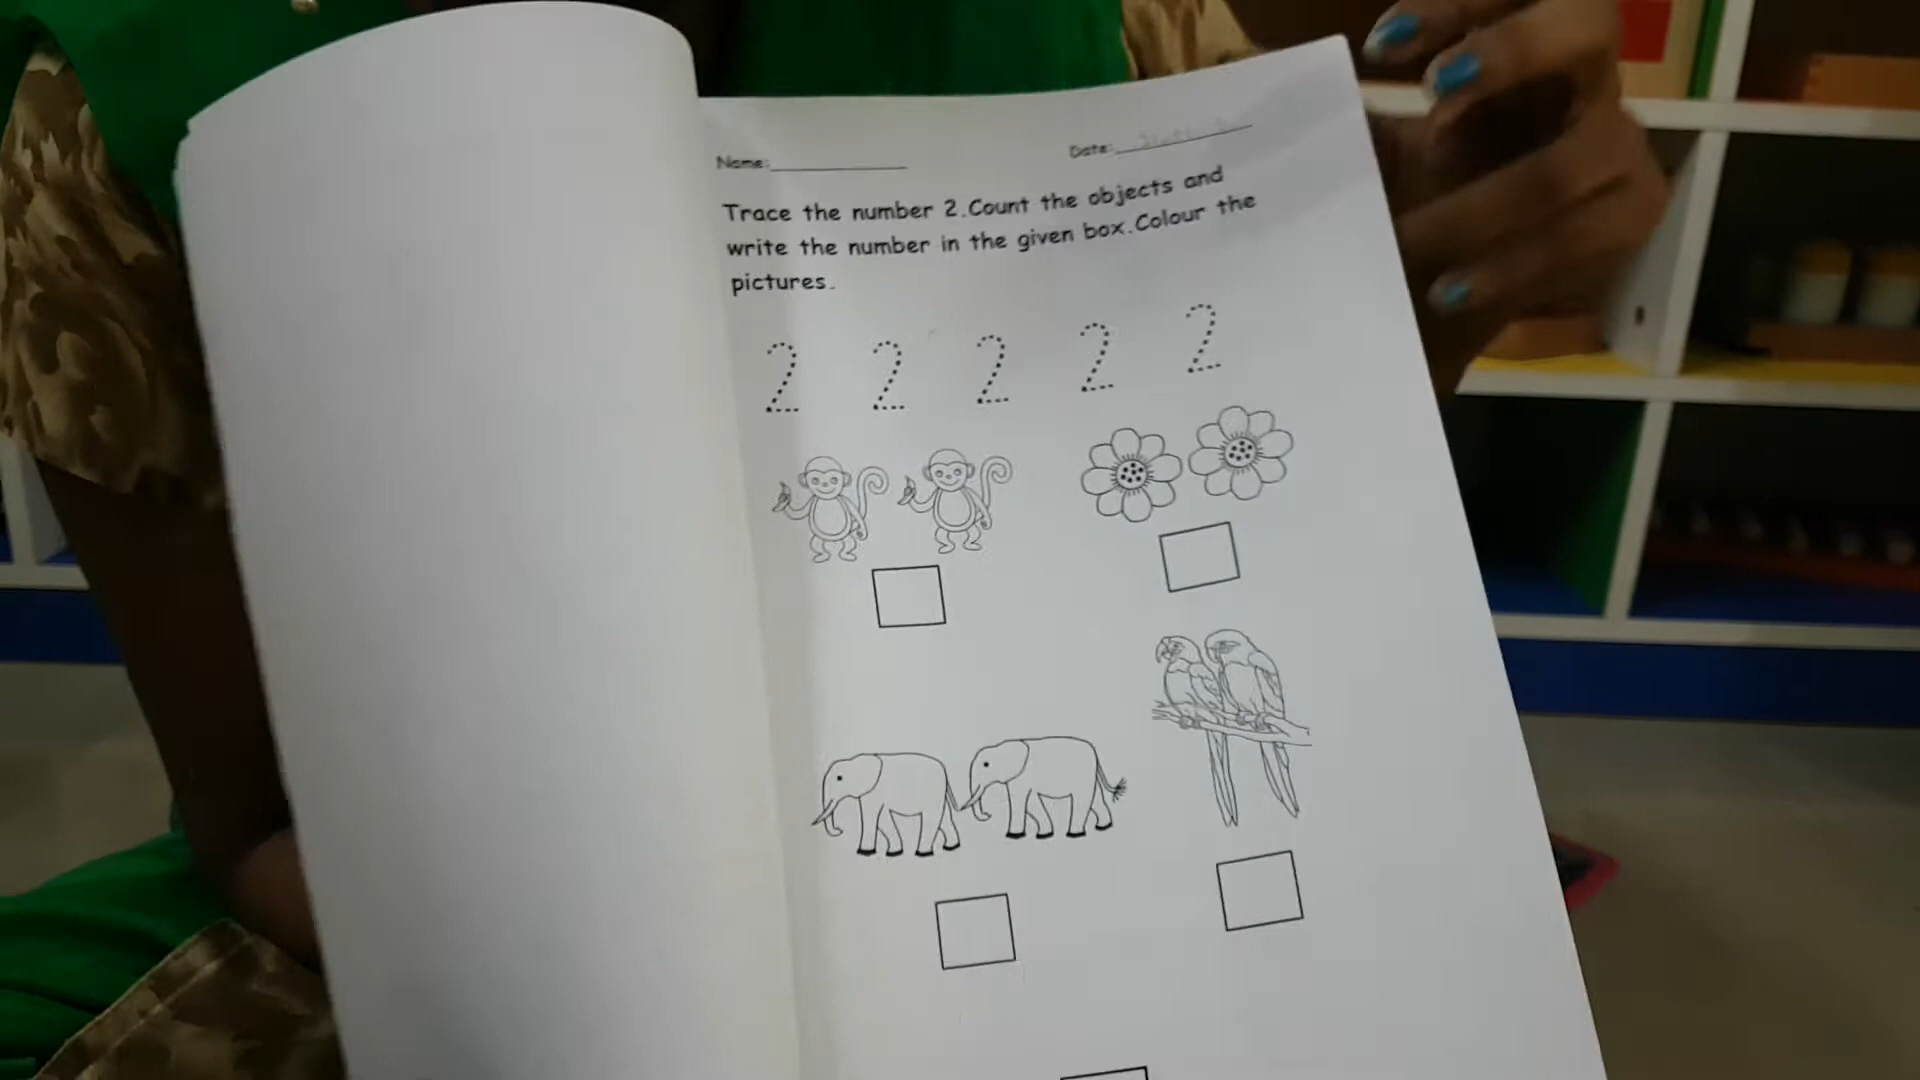 Name: Date:
Trace the number 2.Count the objects and
write the number in the given box.Colour the
pictures.
2 2 2 2 2